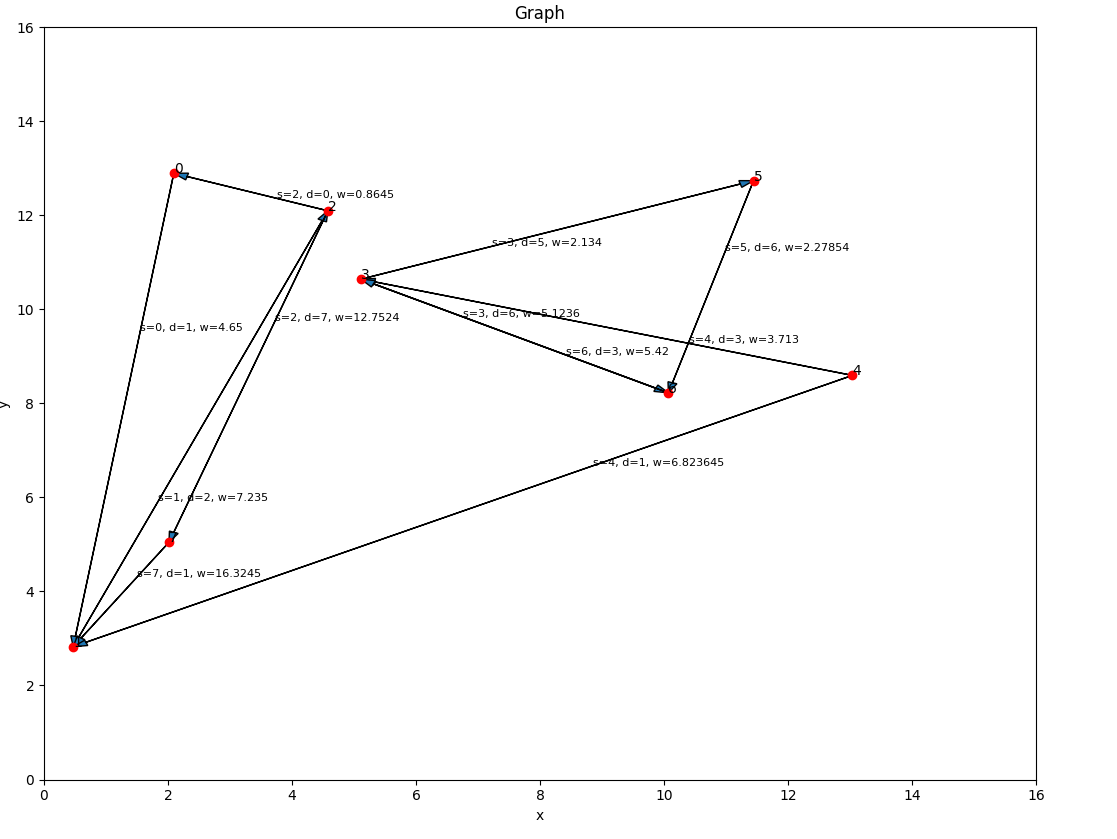 Graph
16
14
12
10
8
6
4
2
0
y
0
2
s=2, d=0, w=0.8645
5
3
s=3, d=5, w=2.134
s=5, d=6, w=2.27854
s=0, d=1, w=4.65
s=2, d=7, w=12.7524
s=3, d=6, w=5.1236
s=6, d=3, w=5.42
s=4, d=3, w=3.713
4
6
s=4, d=1, w=6.823645
s=1, d=2, w=7.235
s=7, d=1, w=16.3245
0 2 4 6 8 10 12 14 16
x